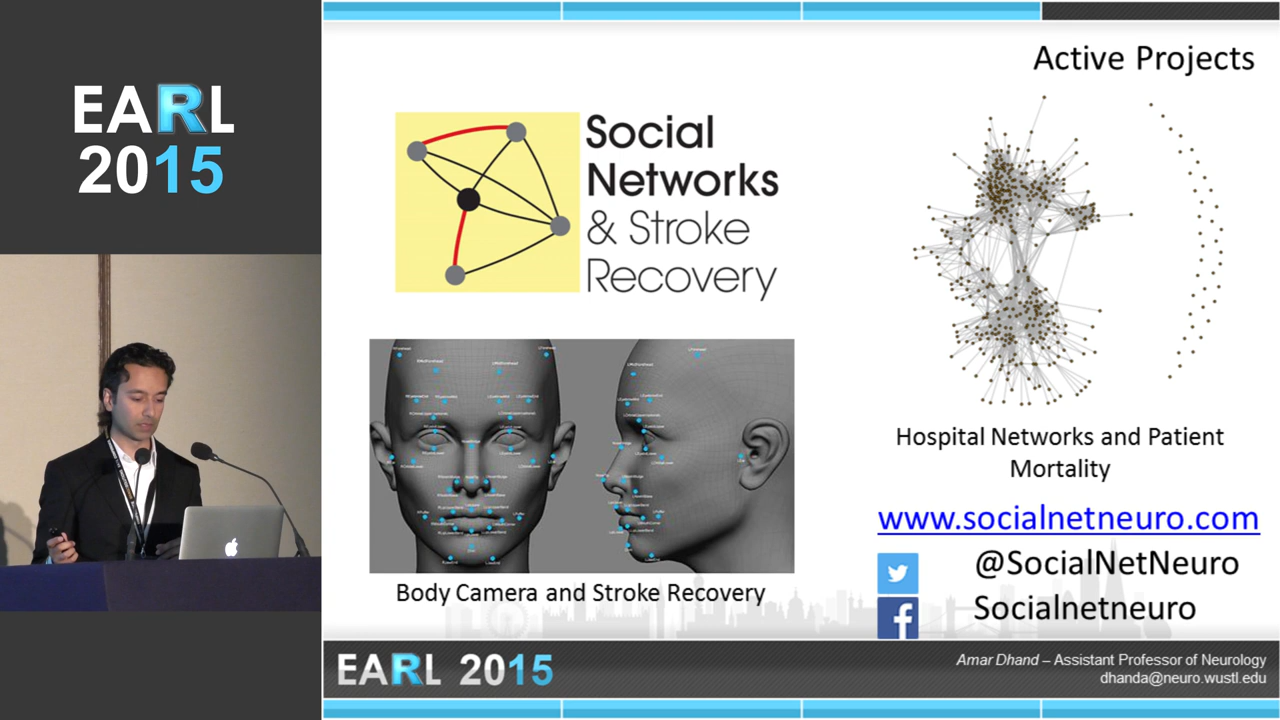 EARL
2015
Active Projects
Social
Networks
& Stroke
Recovery
Hospital Networks and Patient
Mortality
www.socialnetneuro.com
@SocialNetNeuro
Socialnetneuro
Body Camera and Stroke Recovery
EARL 2015
Amar Dhand – Assistant Professor of Neurology
dhanda@neuro.wustl.edu